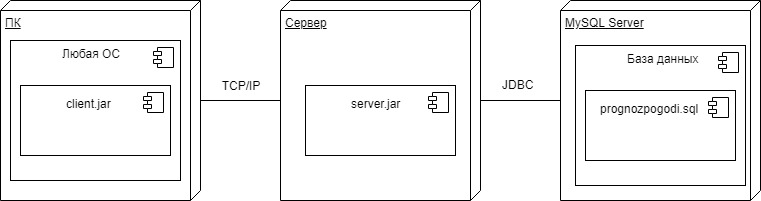 ПК
Любая ОС
client.jar
TCP/IP
Сервер
server.jar
JDBC
MySQL Server
База данных
prognozpogodi.sql